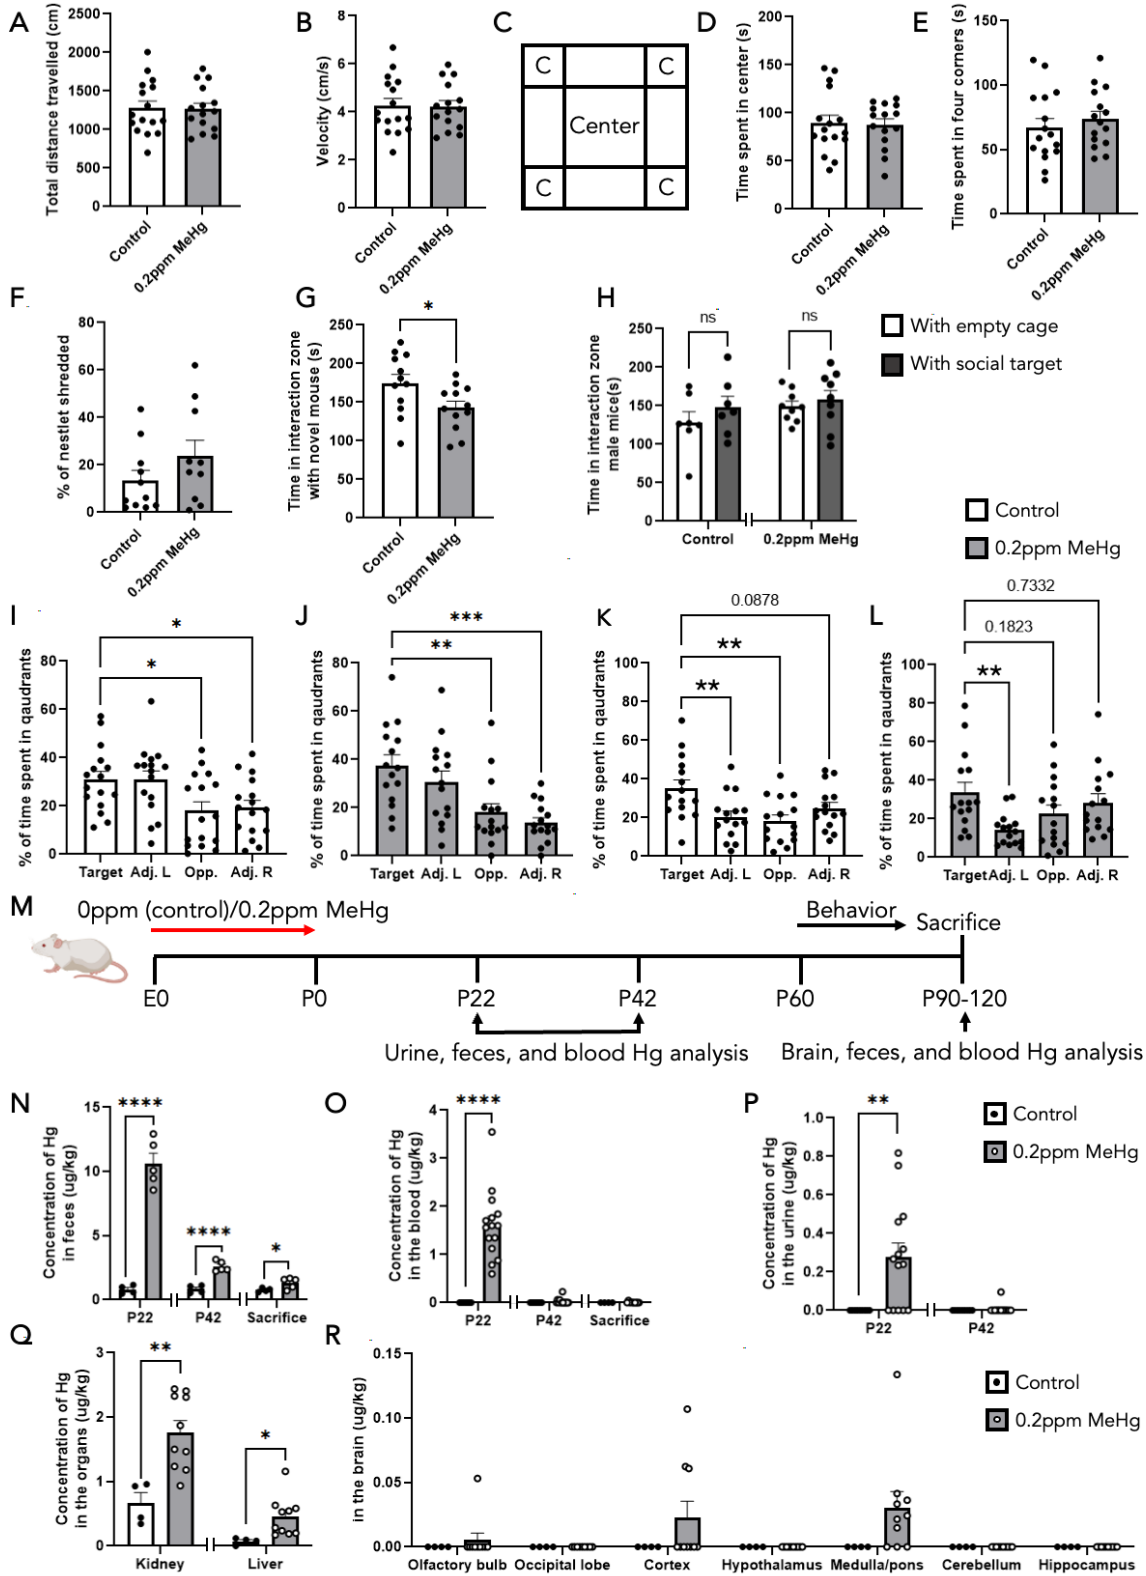 A
Total distance travelled (cm)
2500
2000
1500
1000
500
0
Control
0.2ppm MeHg
B
Velocity (cm/s)
8
6
4
2
0
Control
0.2ppm MeHg
C
C
C
Center
C
C
D
Time spent in center (s)
200
150
100
50
0
Control
0.2ppm MeHg
E
Time spent in four corners (s)
150
100
50
0
Control
0.2ppm MeHg
F
% of nestlet shredded
80
60
40
20
0
Control
0.2ppm MeHg
G
Time in interaction zone
with novel mouse (s)
250
200
150
100
50
0
*
Control
0.2ppm MeHg
H
Time in interaction zone
male mice(s)
250
200
150
100
50
0
ns
ns
Control
0.2ppm MeHg
With empty cage
With social target
Control
0.2ppm MeHg
I
% of time spent in qaudrants
80
60
40
20
0
*
*
Target Adj. L Opp. Adj. R
J
% of time spent in qaudrants
80
60
40
20
0
***
**
Target Adj. L Opp. Adj. R
K
% of time spent in qaudrants
100
80
60
40
20
0
0.0878
**
**
Target Adj. L Opp. Adj. R
L
% of time spent in qaudrants
100
80
60
40
20
0
0.7332
0.1823
**
Target Adj. L Opp. Adj. R
M
0ppm (control)/0.2ppm MeHg
Behavior
Sacrifice
E0
P0
P22
P42
P60
P90-120
Urine, feces, and blood Hg analysis
Brain, feces, and blood Hg analysis
N
Concentration of Hg
in feces (ug/kg)
15
10
5
0
****
****
*
P22
P42
Sacrifice
O
Concentration of Hg
in the blood (ug/kg)
4
3
2
1
0
****
P22
P42
Sacrifice
P
Concentration of Hg
in the urine (ug/kg)
1.0
0.8
0.6
0.4
0.2
0.0
**
P22
P42
Control
0.2ppm MeHg
Q
Concentration of Hg
in the organs (ug/kg)
3
2
1
0
**
*
Kidney
Liver
R
in the brain (ug/kg)
0.15
0.10
0.05
0.00
Olfactory bulb
Occipital lobe
Cortex
Hypothalamus
Medulla/pons
Cerebellum
Hippocampus
Control
0.2ppm MeHg